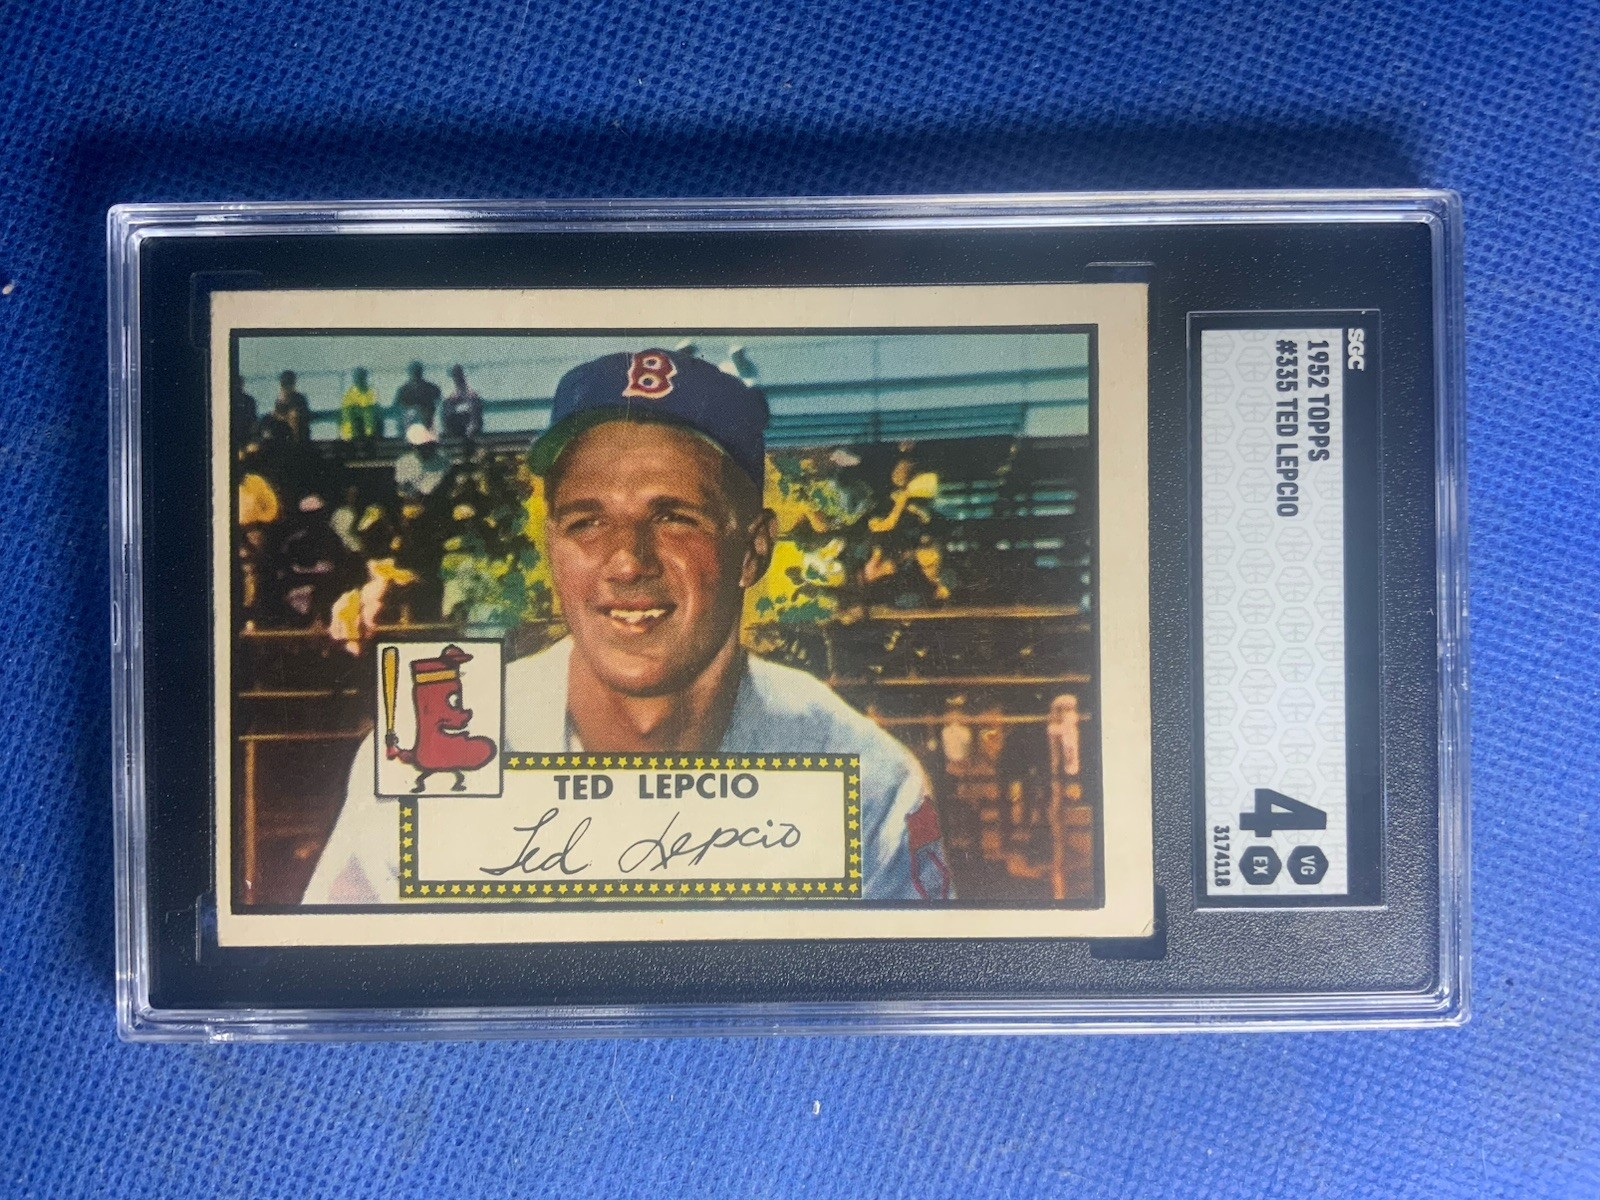 B
TED LEPCIO
Ted Lepcio
SGC
1952 TOPPS
#335 TED LEPCIO
4
VG
EX
3174118